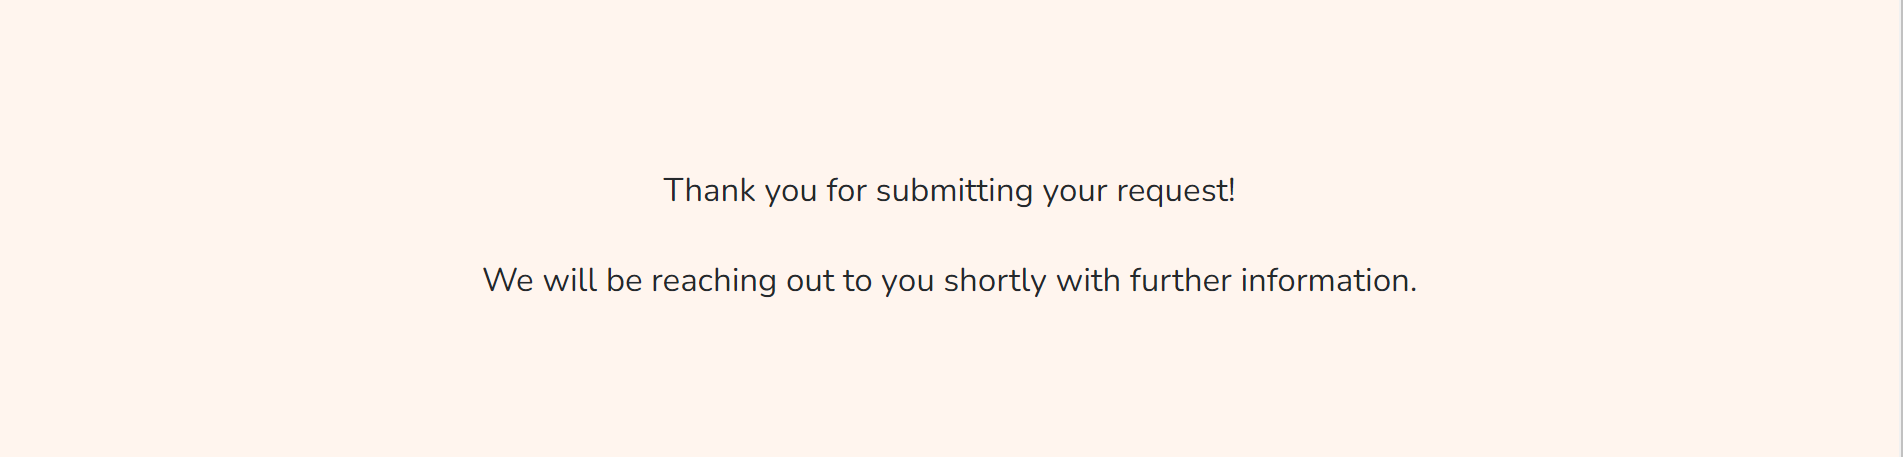 Thank you for submitting your request!
We will be reaching out to you shortly with further information.